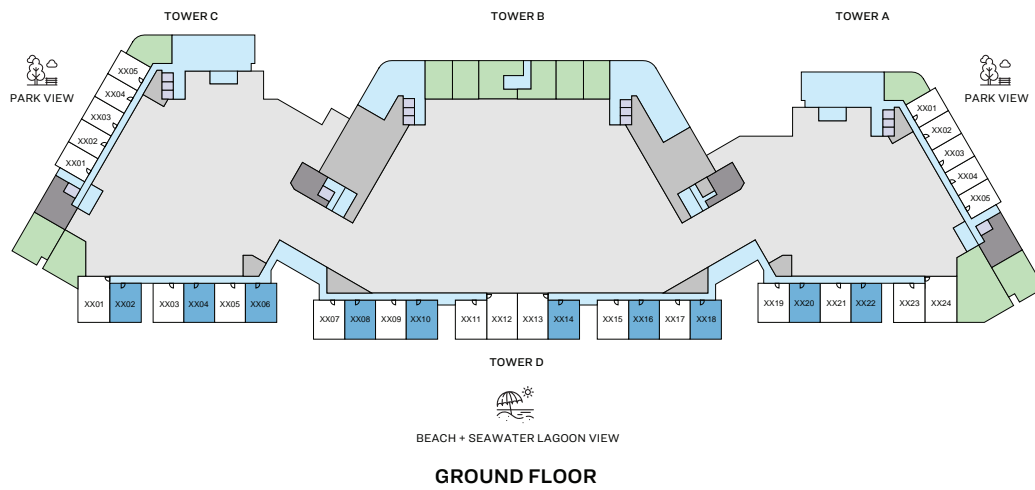 TOWER C
TOWER B
TOWER A
PARK VIEW
PARK VIEW
XX05
XX04
XX03
XX02
XX01
XX01
XX02
XX03
XX04
XX05
XX01
XX02
XX03
XX04
XX05
XX06
XX07
XX08
XX09
XX10
XX11
XX12
XX13
XX14
XX15
XX16
XX17
XX18
XX19
XX20
XX21
XX22
XX23
XX24
TOWER D
BEACH + SEAWATER LAGOON VIEW
GROUND FLOOR